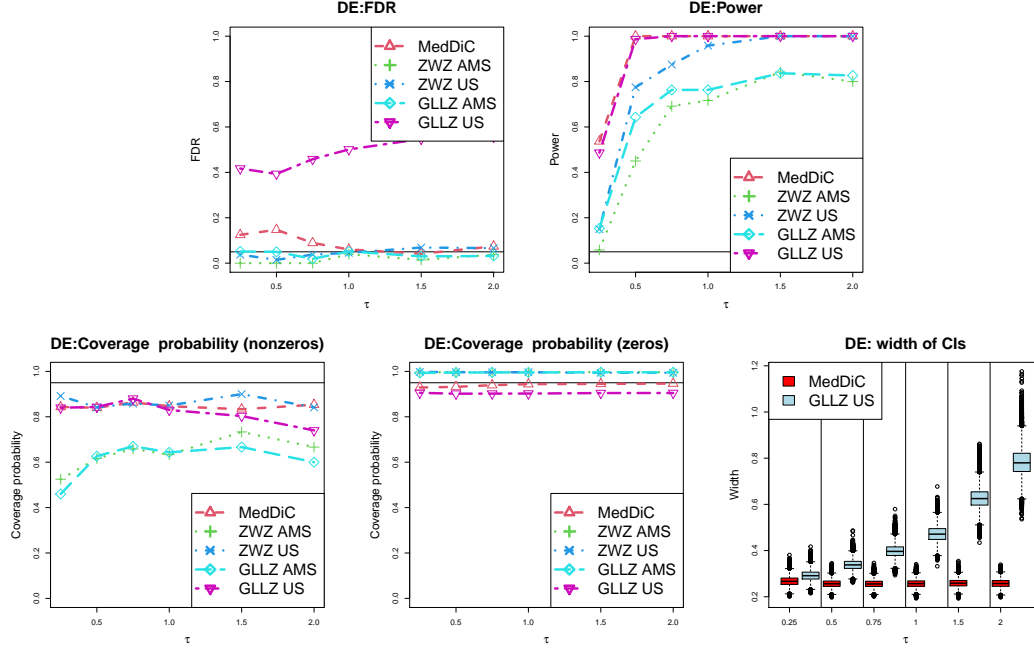 DE:FDR
MedDiC
ZWZ AMS
ZWZ US
GLLZ AMS
GLLZ US
FDR
1.0
0.8
0.6
0.4
0.2
0.0
0.5 1.0 1.5 2.0
τ
DE:Power
MedDiC
ZWZ AMS
ZWZ US
GLLZ AMS
GLLZ US
Power
1.0
0.8
0.6
0.4
0.2
0.0
0.5 1.0 1.5 2.0
τ
DE:Coverage probability (nonzeros)
MedDiC
ZWZ AMS
ZWZ US
GLLZ AMS
GLLZ US
Coverage probability
1.0
0.8
0.6
0.4
0.2
0.0
0.5 1.0 1.5 2.0
τ
DE:Coverage probability (zeros)
MedDiC
ZWZ AMS
ZWZ US
GLLZ AMS
GLLZ US
Coverage probability
1.0
0.8
0.6
0.4
0.2
0.0
0.5 1.0 1.5 2.0
τ
DE: width of CIs
MedDiC
GLLZ US
Width
1.2
1.0
0.8
0.6
0.4
0.2
0.25 0.5 0.75 1 1.5 2
τ